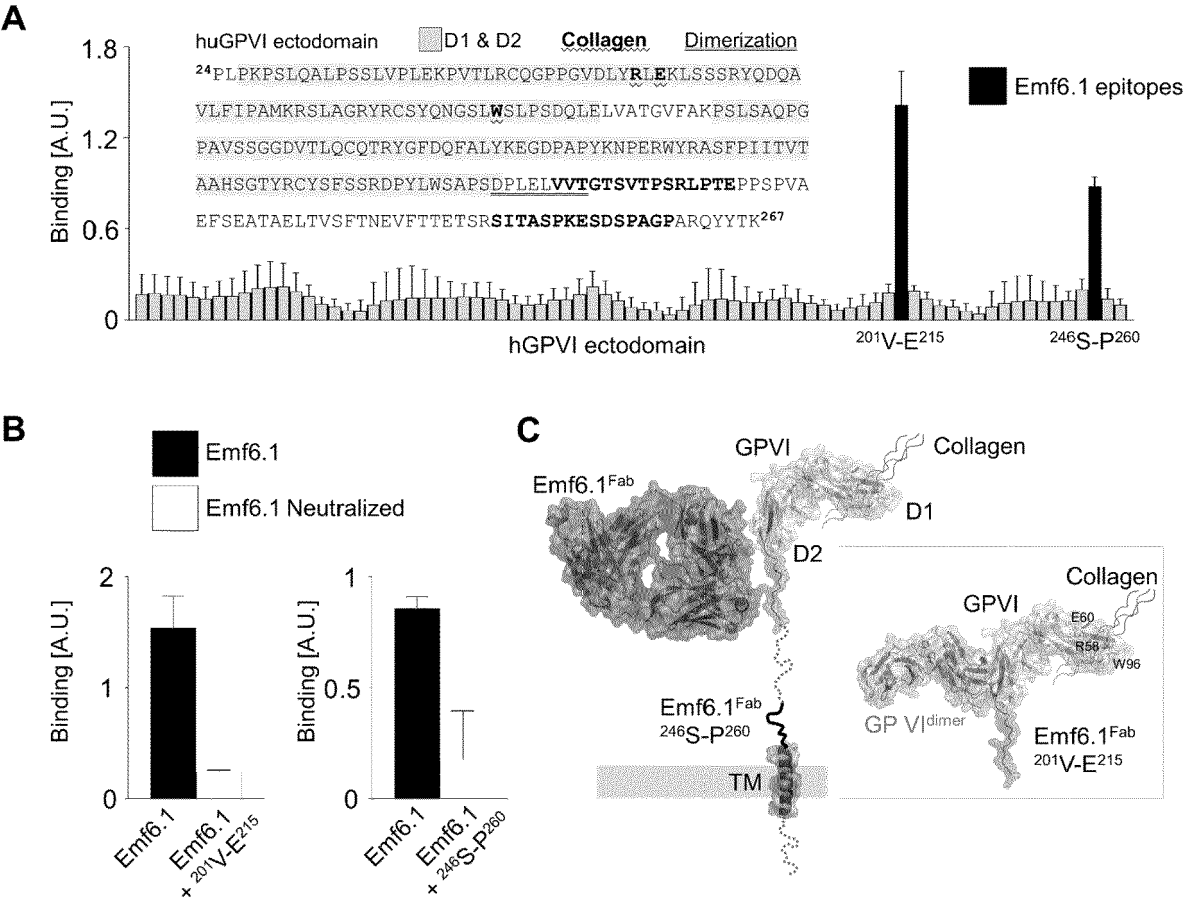 A
huGPVI ectodomain D1 & D2 Collagen Dimerization
²⁴PLPKPSLQALPSSLVPLEKPVTLRCQGPPGVDLYRLEKLSSSRYQDQA
VLFIPAMKRSLAGRYRCSYQNGSLWSLPSDQLELVATGVFAKPSLSAQPG
PAVSSGGDVTLQCQTRYGFDQFALYKEGDPAPYKNPERWYRASFPIITVT
AAHSGTYRCYSFSSRDPYLWSAPSDPLELVVTGTSVTPSRLPTEPPSPVA
EFSEATAELTVSFTNEVFTTETSRSITASPKESDSPAGPARQYYTK²⁶⁷
Emf6.1 epitopes
Binding [A.U.]
1.8
1.2
0.6
0
hGPVI ectodomain
²⁰¹V-E²¹⁵
²⁴⁶S-P²⁶⁰
B
Emf6.1
Emf6.1 Neutralized
Binding [A.U.]
2
1
0
Emf6.1
Emf6.1
+ ²⁰¹V-E²¹⁵
Binding [A.U.]
1
0.5
0
Emf6.1
Emf6.1
+ ²⁴⁶S-P²⁶⁰
C
GPVI
Collagen
Emf6.1ᶠᵃᵇ
D1
D2
Emf6.1ᶠᵃᵇ
²⁴⁶S-P²⁶⁰
TM
Collagen
GPVI
E60
R58
W96
GP VIᵈⁱᵐᵉʳ
Emf6.1ᶠᵃᵇ
²⁰¹V-E²¹⁵